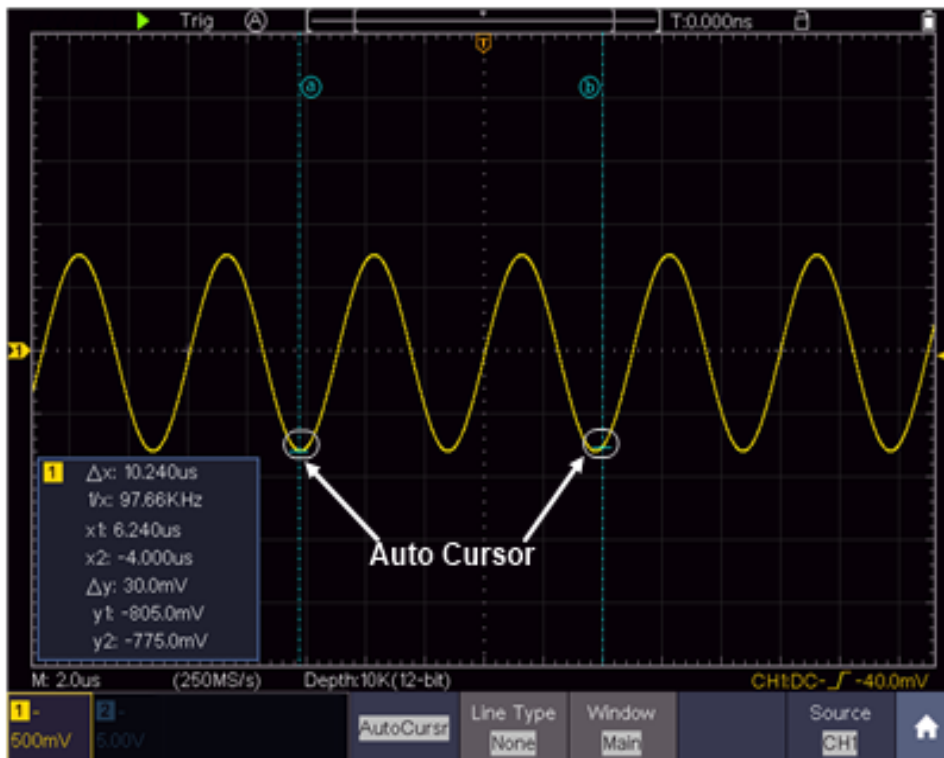 Trig A T:0.000ns
T
a b
1
1 Δx: 10.240us
1/x: 97.66KHz
x1: 6.240us
x2: -4.000us
Δy: 30.0mV
y1: -805.0mV
y2: -775.0mV
Auto Cursor
M: 2.0us (250MS/s) Depth:10K(12-bit) CH1:DC- -40.0mV
1- 2- Line Type Window Source
500mV 5.00V AutoCursr None Main CH1